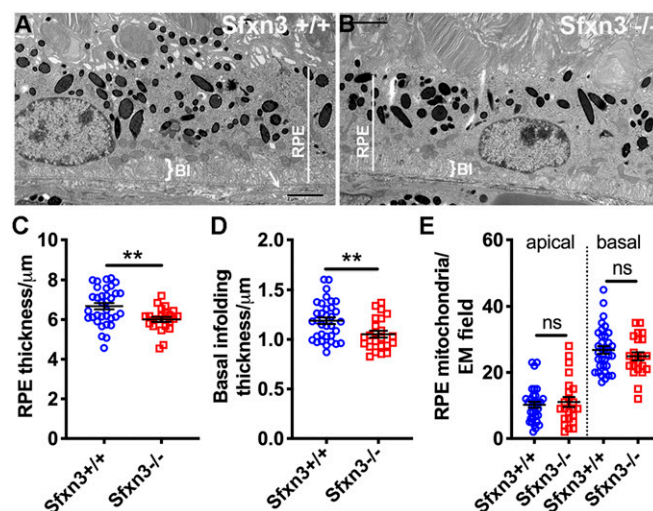 A
Sfxn3 +/+
B
Sfxn3 -/-
RPE
BI
RPE
BI
C
D
E
RPE thickness/μm
10
8
6
4
2
0
**
Sfxn3+/+
Sfxn3-/-
Basal infolding
thickness/μm
2.0
1.5
1.0
0.5
0.0
**
Sfxn3+/+
Sfxn3-/-
RPE mitochondria/
EM field
60
40
20
0
apical
basal
ns
ns
Sfxn3+/+
Sfxn3-/-
Sfxn3+/+
Sfxn3-/-